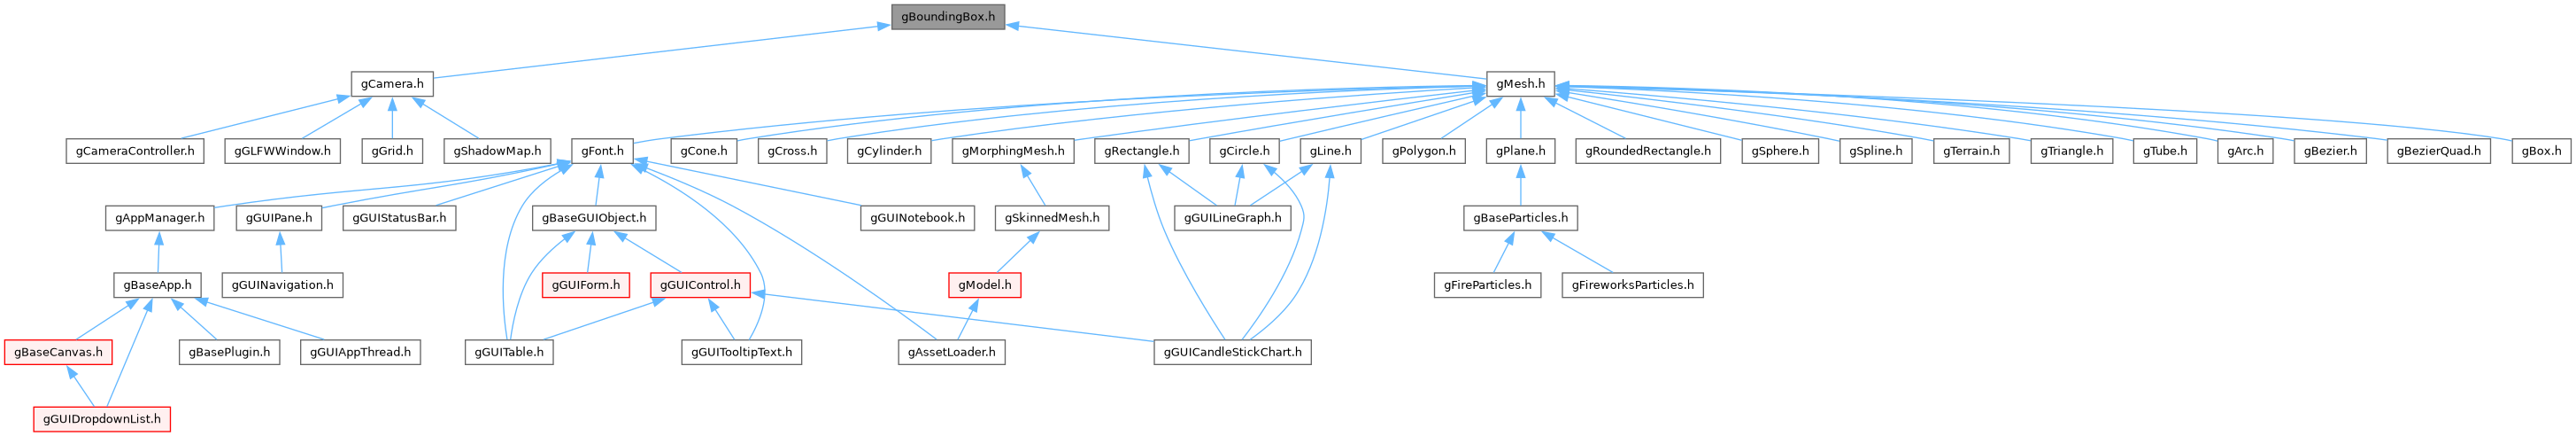 gBoundingBox.h
gCamera.h
gMesh.h
gCameraController.h
gGLFWWindow.h
gGrid.h
gShadowMap.h
gFont.h
gCone.h
gCross.h
gCylinder.h
gMorphingMesh.h
gRectangle.h
gCircle.h
gLine.h
gPolygon.h
gPlane.h
gRoundedRectangle.h
gSphere.h
gSpline.h
gTerrain.h
gTriangle.h
gTube.h
gArc.h
gBezier.h
gBezierQuad.h
gBox.h
gAppManager.h
gGUIPane.h
gGUIStatusBar.h
gBaseGUIObject.h
gGUINotebook.h
gSkinnedMesh.h
gGUILineGraph.h
gBaseParticles.h
gBaseApp.h
gGUINavigation.h
gGUIForm.h
gGUIControl.h
gModel.h
gFireParticles.h
gFireworksParticles.h
gBaseCanvas.h
gBasePlugin.h
gGUIAppThread.h
gGUITable.h
gGUITooltipText.h
gAssetLoader.h
gGUICandleStickChart.h
gGUIDropdownList.h